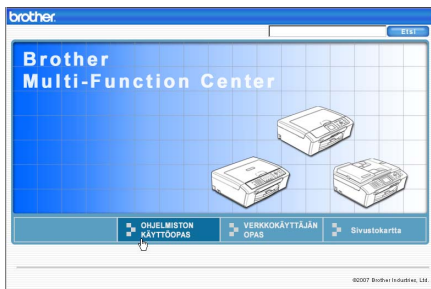 brother.
Etsi
Brother
Multi-Function Center
OHJELMISTON
KÄYTTÖOPAS
VERKKOKÄYTTÄJÄN
OPAS
Sivustokartta
©2007 Brother Industries, Ltd.